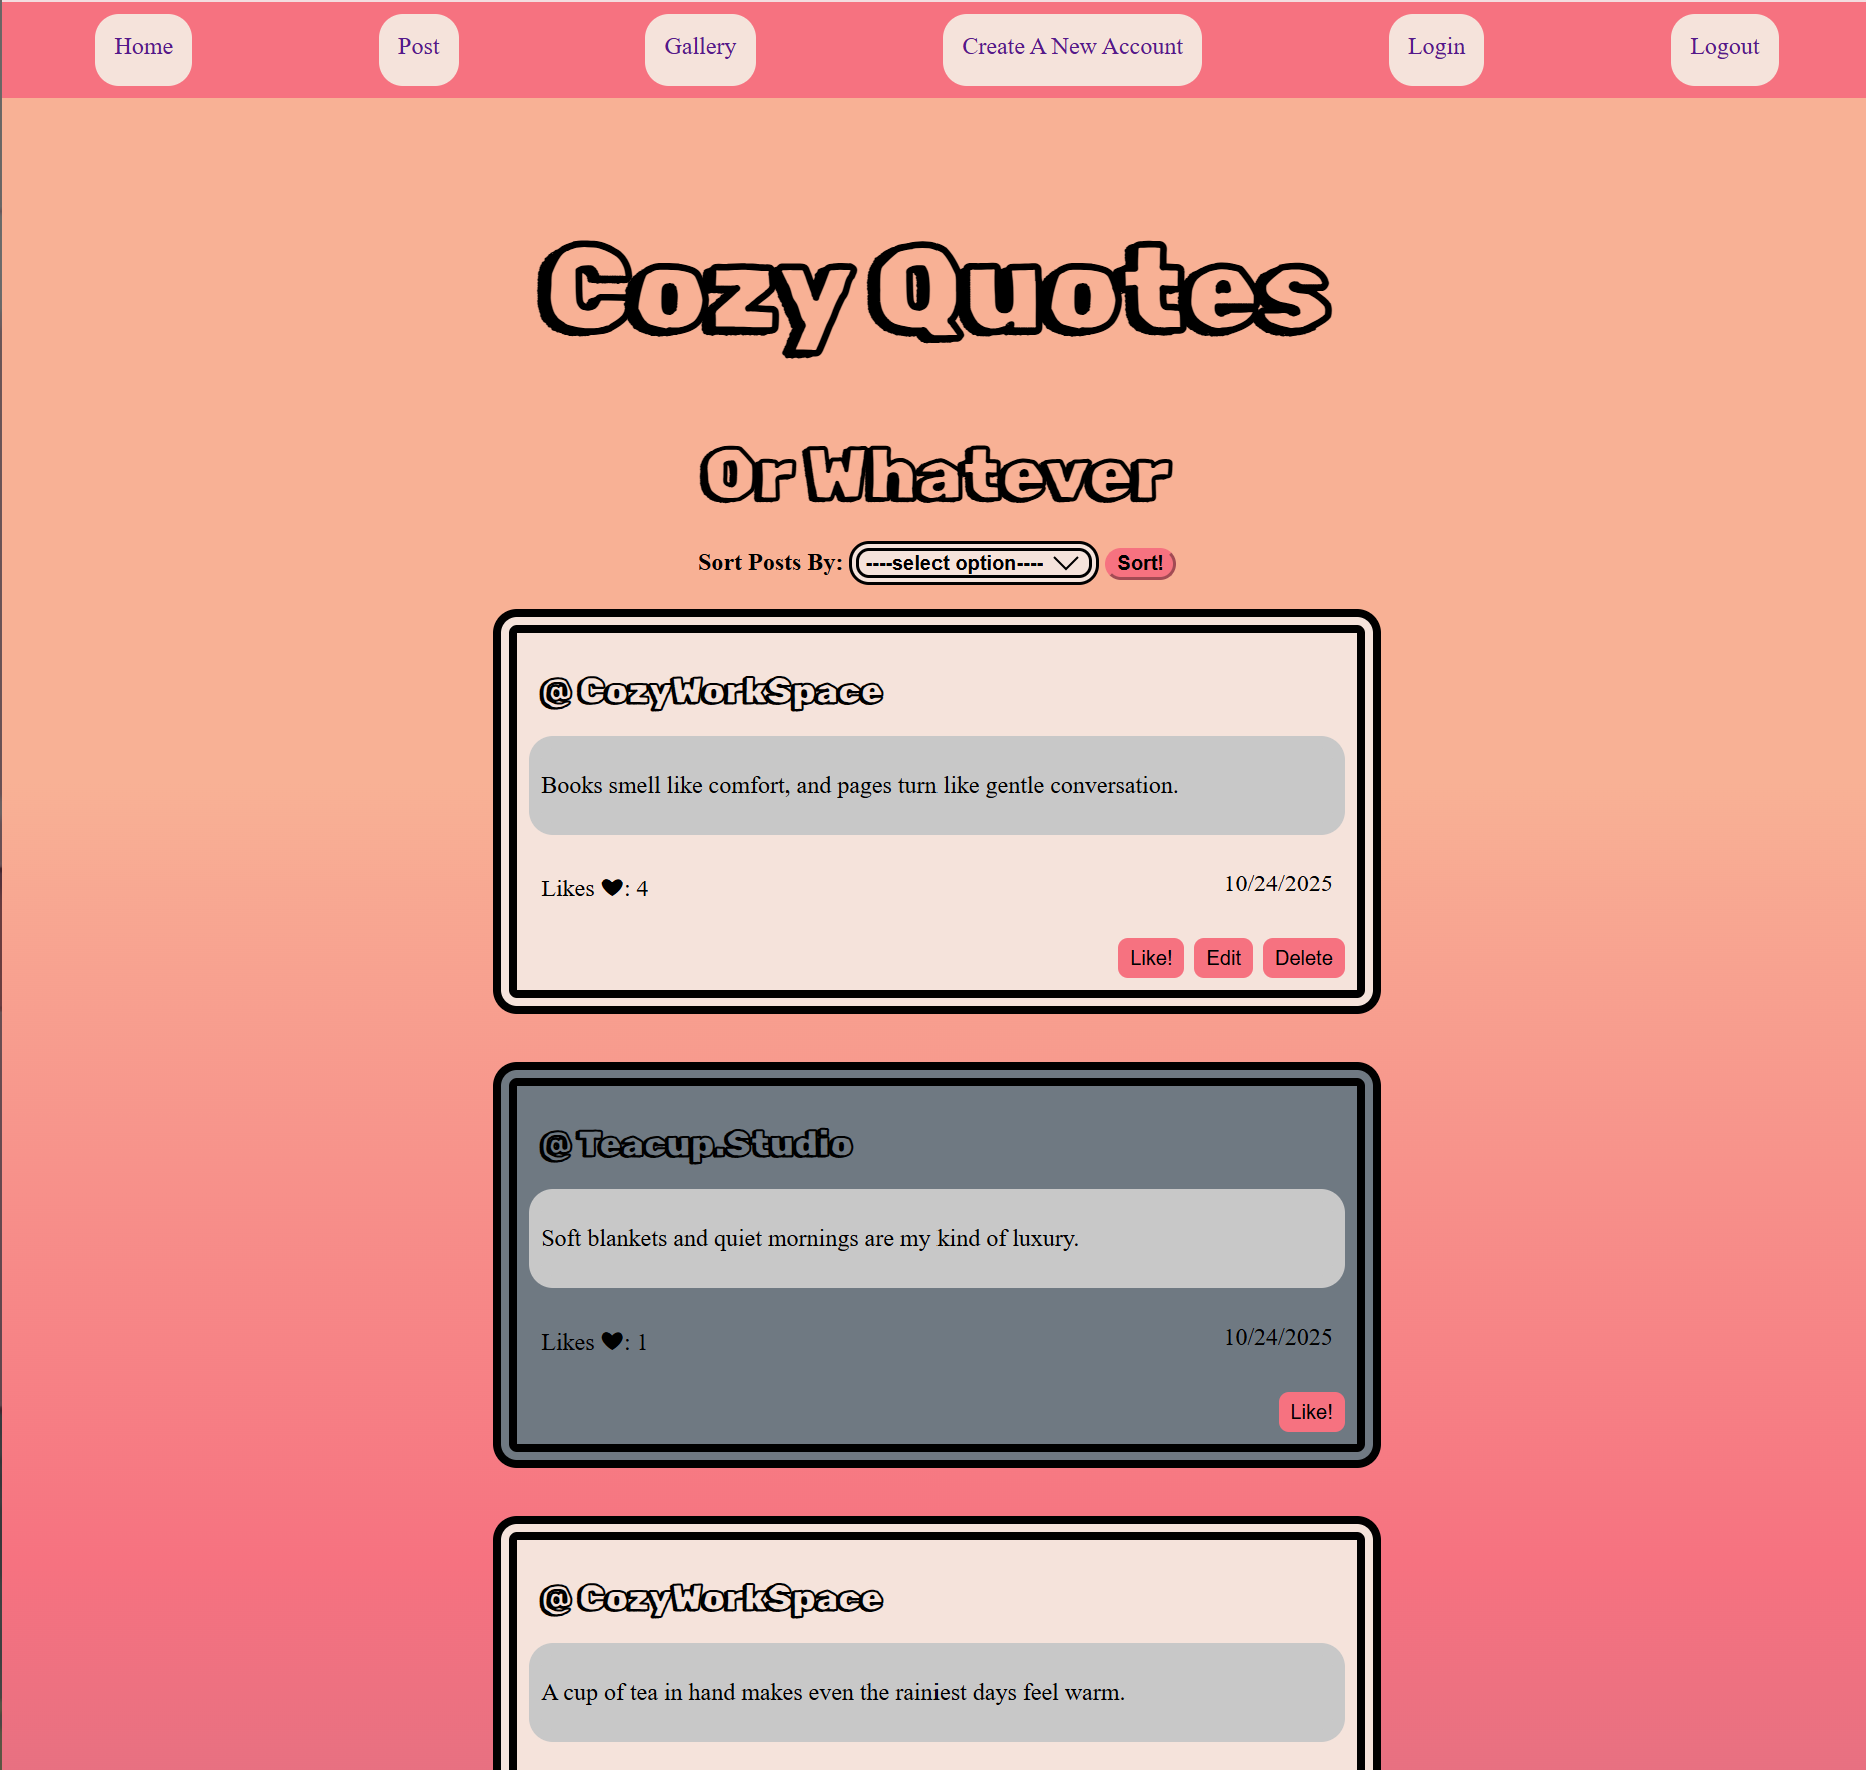 Home Post Gallery Create A New Account Login Logout
Cozy Quotes
Or Whatever
Sort Posts By: ----select option---- Sort!
@ CozyWorkSpace
Books smell like comfort, and pages turn like gentle conversation.
Likes ♥: 4 10/24/2025
Like! Edit Delete
@ Teacup.Studio
Soft blankets and quiet mornings are my kind of luxury.
Likes ♥: 1 10/24/2025
Like!
@ CozyWorkSpace
A cup of tea in hand makes even the rainiest days feel warm.